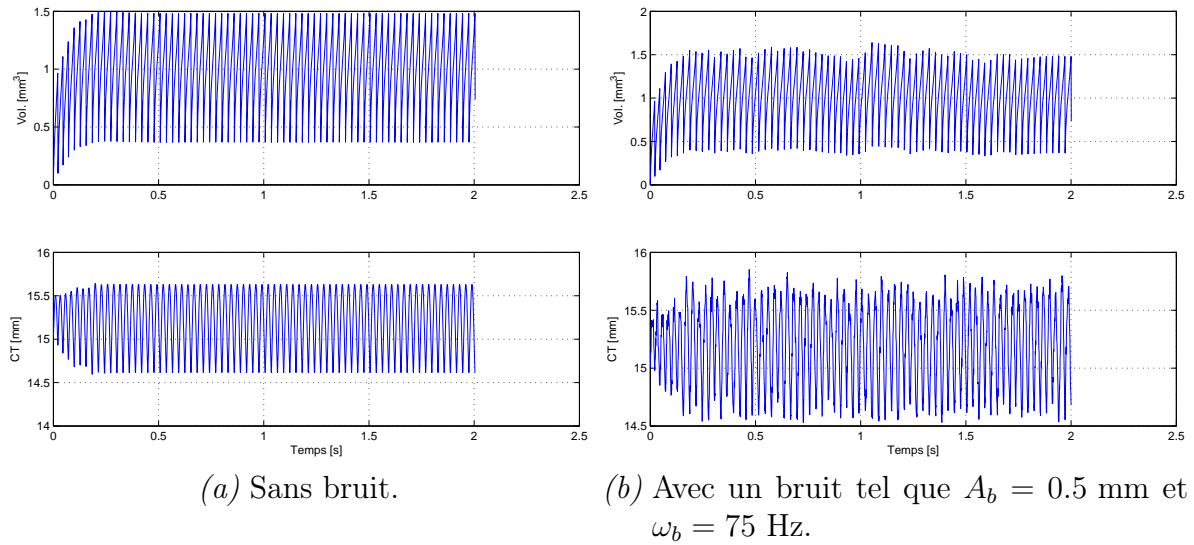 1.5
1
0.5
0
Vol. [mm³]
0 0.5 1 1.5 2 2.5
16
15.5
15
14.5
14
CT [mm]
0 0.5 1 1.5 2 2.5
Temps [s]
(a) Sans bruit.
2
1.5
1
0.5
0
Vol. [mm³]
0 0.5 1 1.5 2 2.5
16
15.5
15
14.5
CT [mm]
0 0.5 1 1.5 2 2.5
Temps [s]
(b) Avec un bruit tel que A_b = 0.5 mm et
ω_b = 75 Hz.